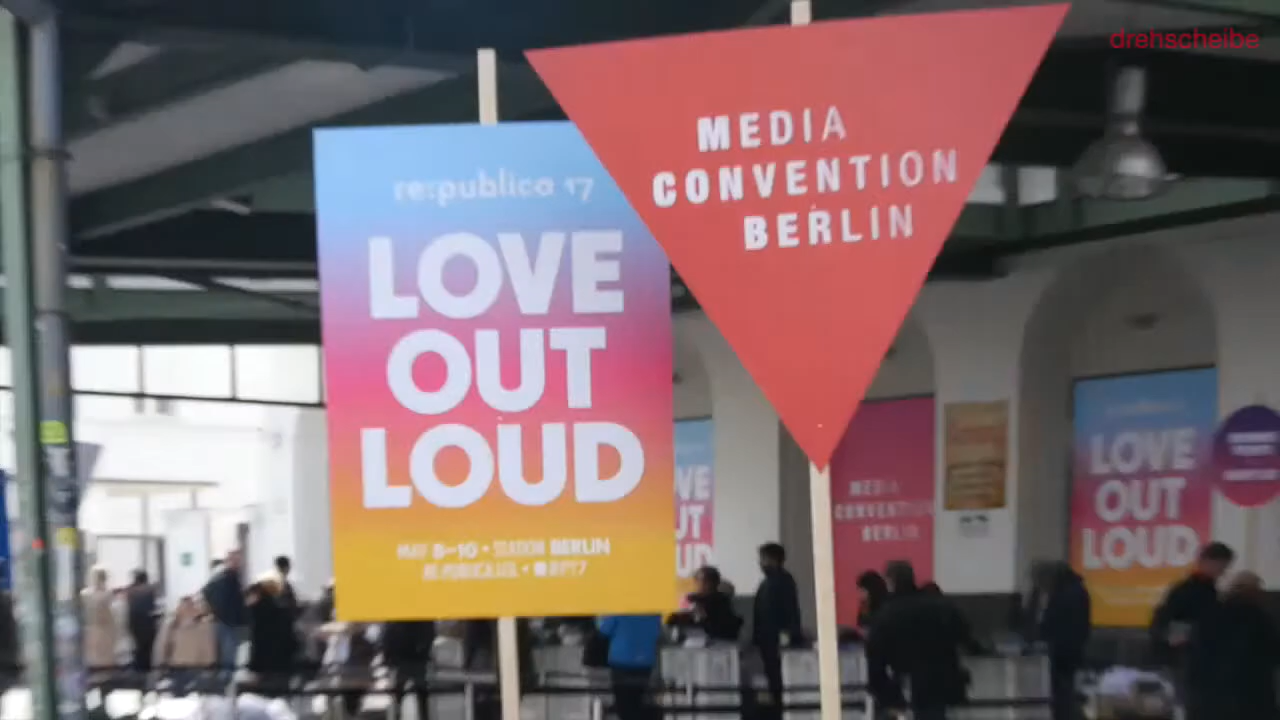 drehscheibe
re:publica 17
LOVE
OUT
LOUD
MAY 8–10 • STATION BERLIN
MEDIA
CONVENTION
BERLIN
MEDIA
CONVENTION
BERLIN
LOVE
OUT
LOUD